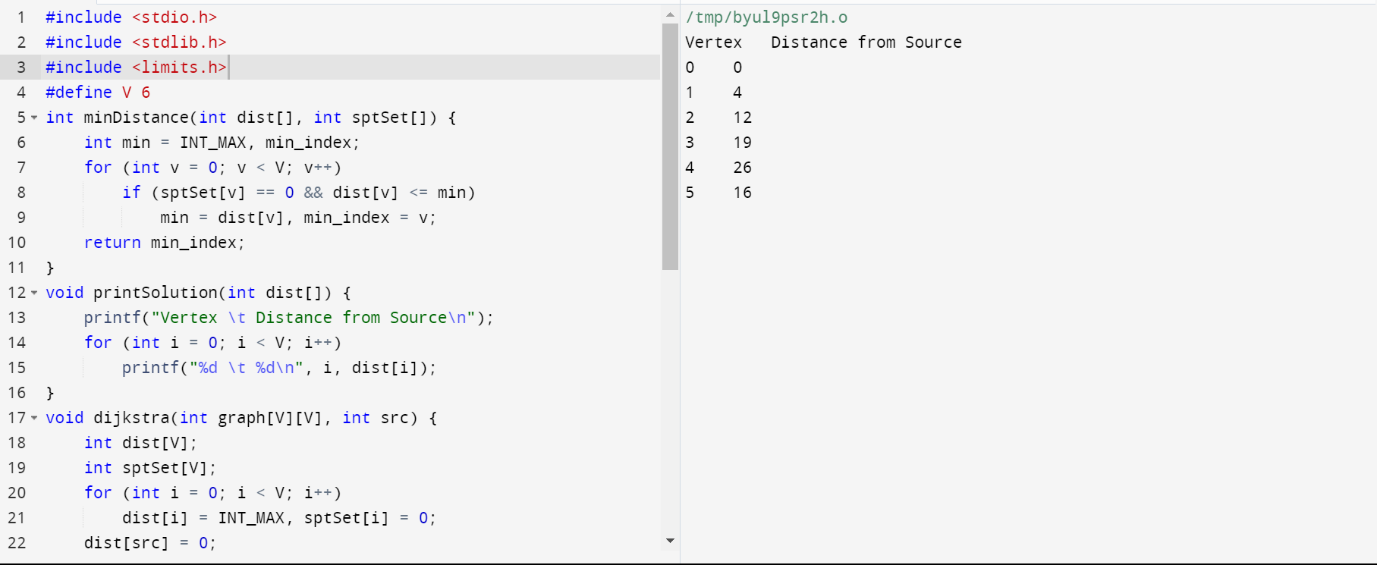 1 #include <stdio.h>
2 #include <stdlib.h>
3 #include <limits.h>
4 #define V 6
5 int minDistance(int dist[], int sptSet[]) {
6     int min = INT_MAX, min_index;
7     for (int v = 0; v < V; v++)
8         if (sptSet[v] == 0 && dist[v] <= min)
9             min = dist[v], min_index = v;
10     return min_index;
11 }
12 void printSolution(int dist[]) {
13     printf("Vertex \t Distance from Source\n");
14     for (int i = 0; i < V; i++)
15         printf("%d \t %d\n", i, dist[i]);
16 }
17 void dijkstra(int graph[V][V], int src) {
18     int dist[V];
19     int sptSet[V];
20     for (int i = 0; i < V; i++)
21         dist[i] = INT_MAX, sptSet[i] = 0;
22     dist[src] = 0;
/tmp/byul9psr2h.o
Vertex   Distance from Source
0    0
1    4
2    12
3    19
4    26
5    16